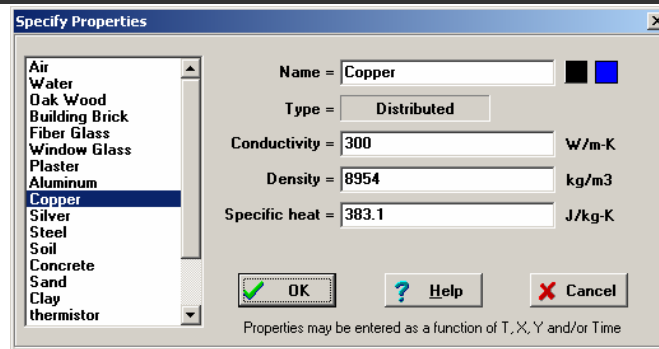 Specify Properties
Air
Water
Oak Wood
Building Brick
Fiber Glass
Window Glass
Plaster
Aluminum
Copper
Silver
Steel
Soil
Concrete
Sand
Clay
thermistor
Name = Copper
Type = Distributed
Conductivity = 300 W/m-K
Density = 8954 kg/m3
Specific heat = 383.1 J/kg-K
OK Help Cancel
Properties may be entered as a function of T, X, Y and/or Time